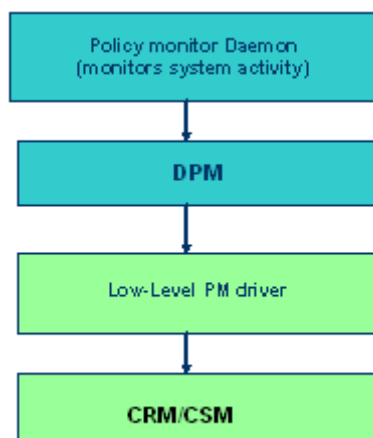 Policy monitor Daemon
(monitors system activity)
DPM
Low-Level PM driver
CRM/CSM